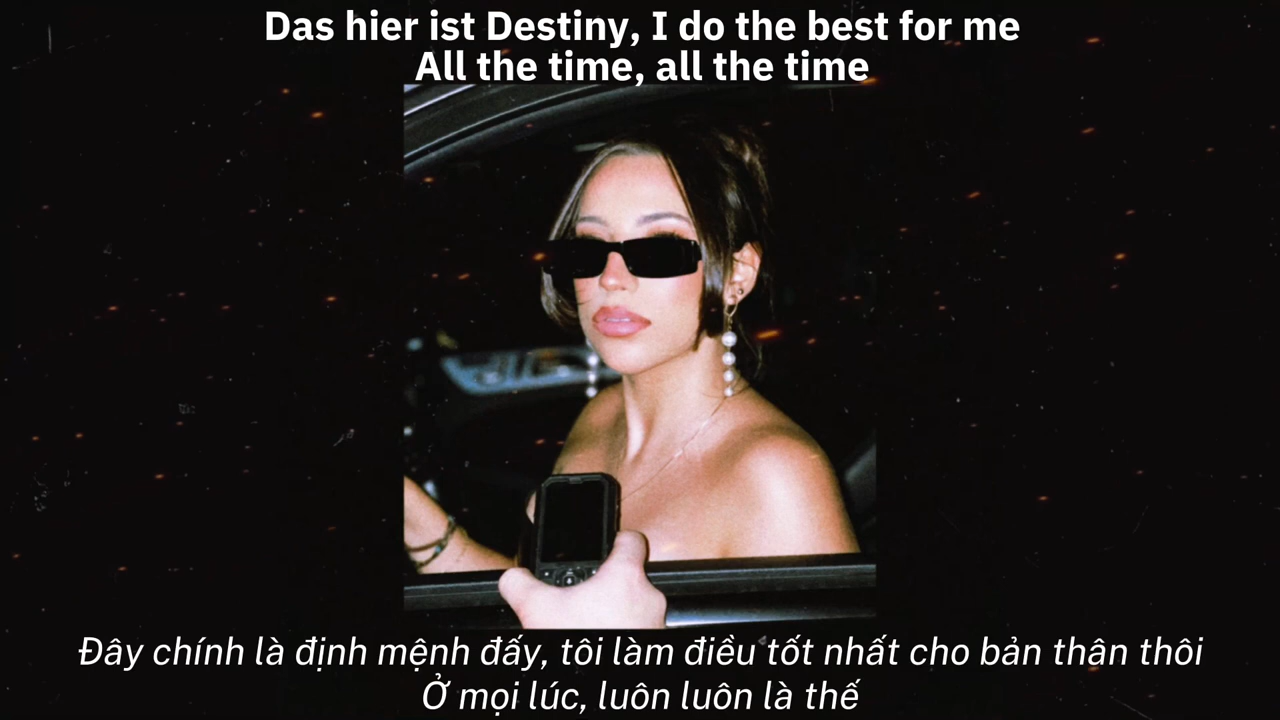 Das hier ist Destiny, I do the best for me
All the time, all the time
Đây chính là định mệnh đấy, tôi làm điều tốt nhất cho bản thân thôi
Ở mọi lúc, luôn luôn là thế